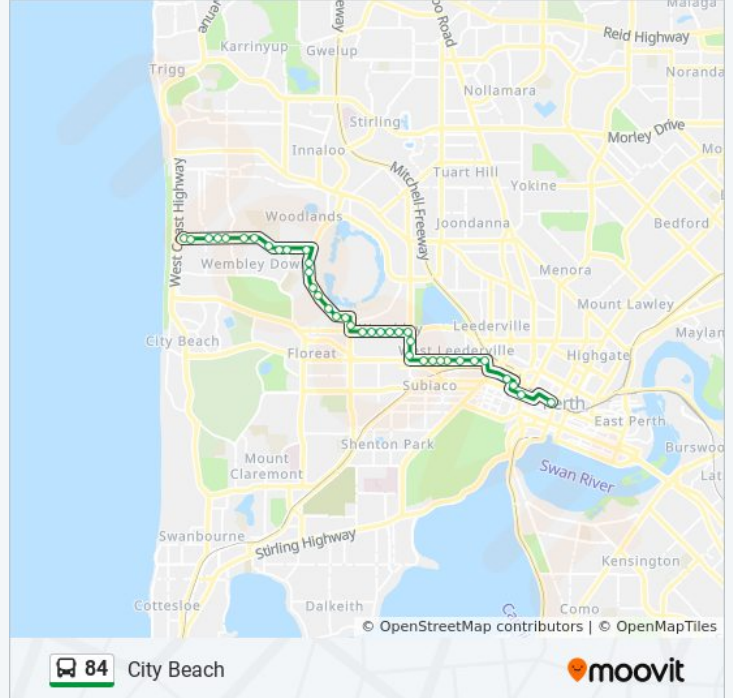 Malaga
Reid Highway
Karrinyup
Gwelup
Trigg
Noranda
Nollamara
Stirling
Morley Drive
Innaloo
Mitchell Freeway
Tuart Hill
Yokine
West Coast Highway
Woodlands
Joondanna
Bedford
Wembley Dow
Menora
Mount Lawley
Leederville
City Beach
Floreat
West Leederville
Highgate
Subiaco
Perth
East Perth
Shenton Park
Mount
Claremont
Swan River
Swanbourne
Stirling Highway
Kensington
Cottesloe
Dalkeith
Como
© OpenStreetMap contributors | © OpenMapTiles
84 City Beach
moovit